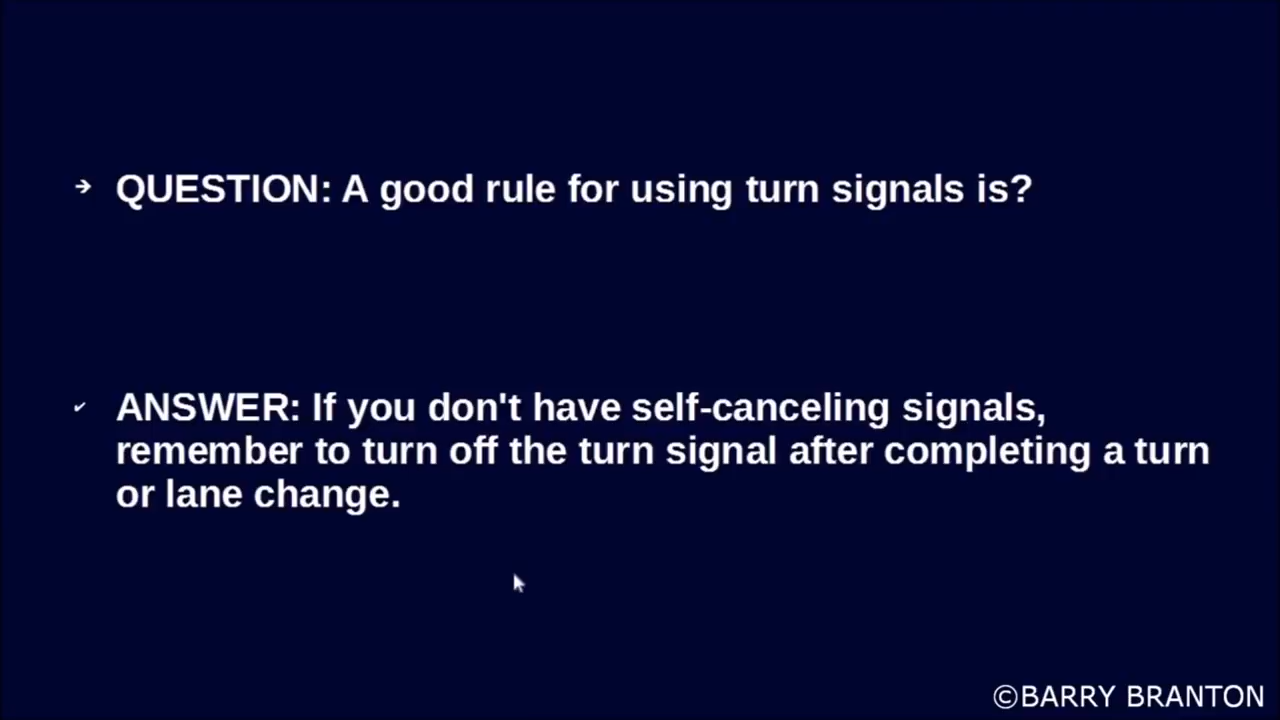 QUESTION: A good rule for using turn signals is?
ANSWER: If you don't have self-canceling signals,
remember to turn off the turn signal after completing a turn
or lane change.
©BARRY BRANTON